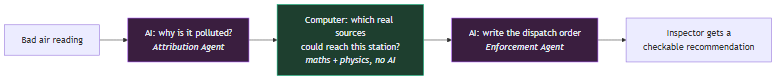 Bad air reading
AI: why is it polluted?
Attribution Agent
Computer: which real
sources
could reach this station?
maths + physics, no AI
AI: write the dispatch order
Enforcement Agent
Inspector gets a
checkable recommendation